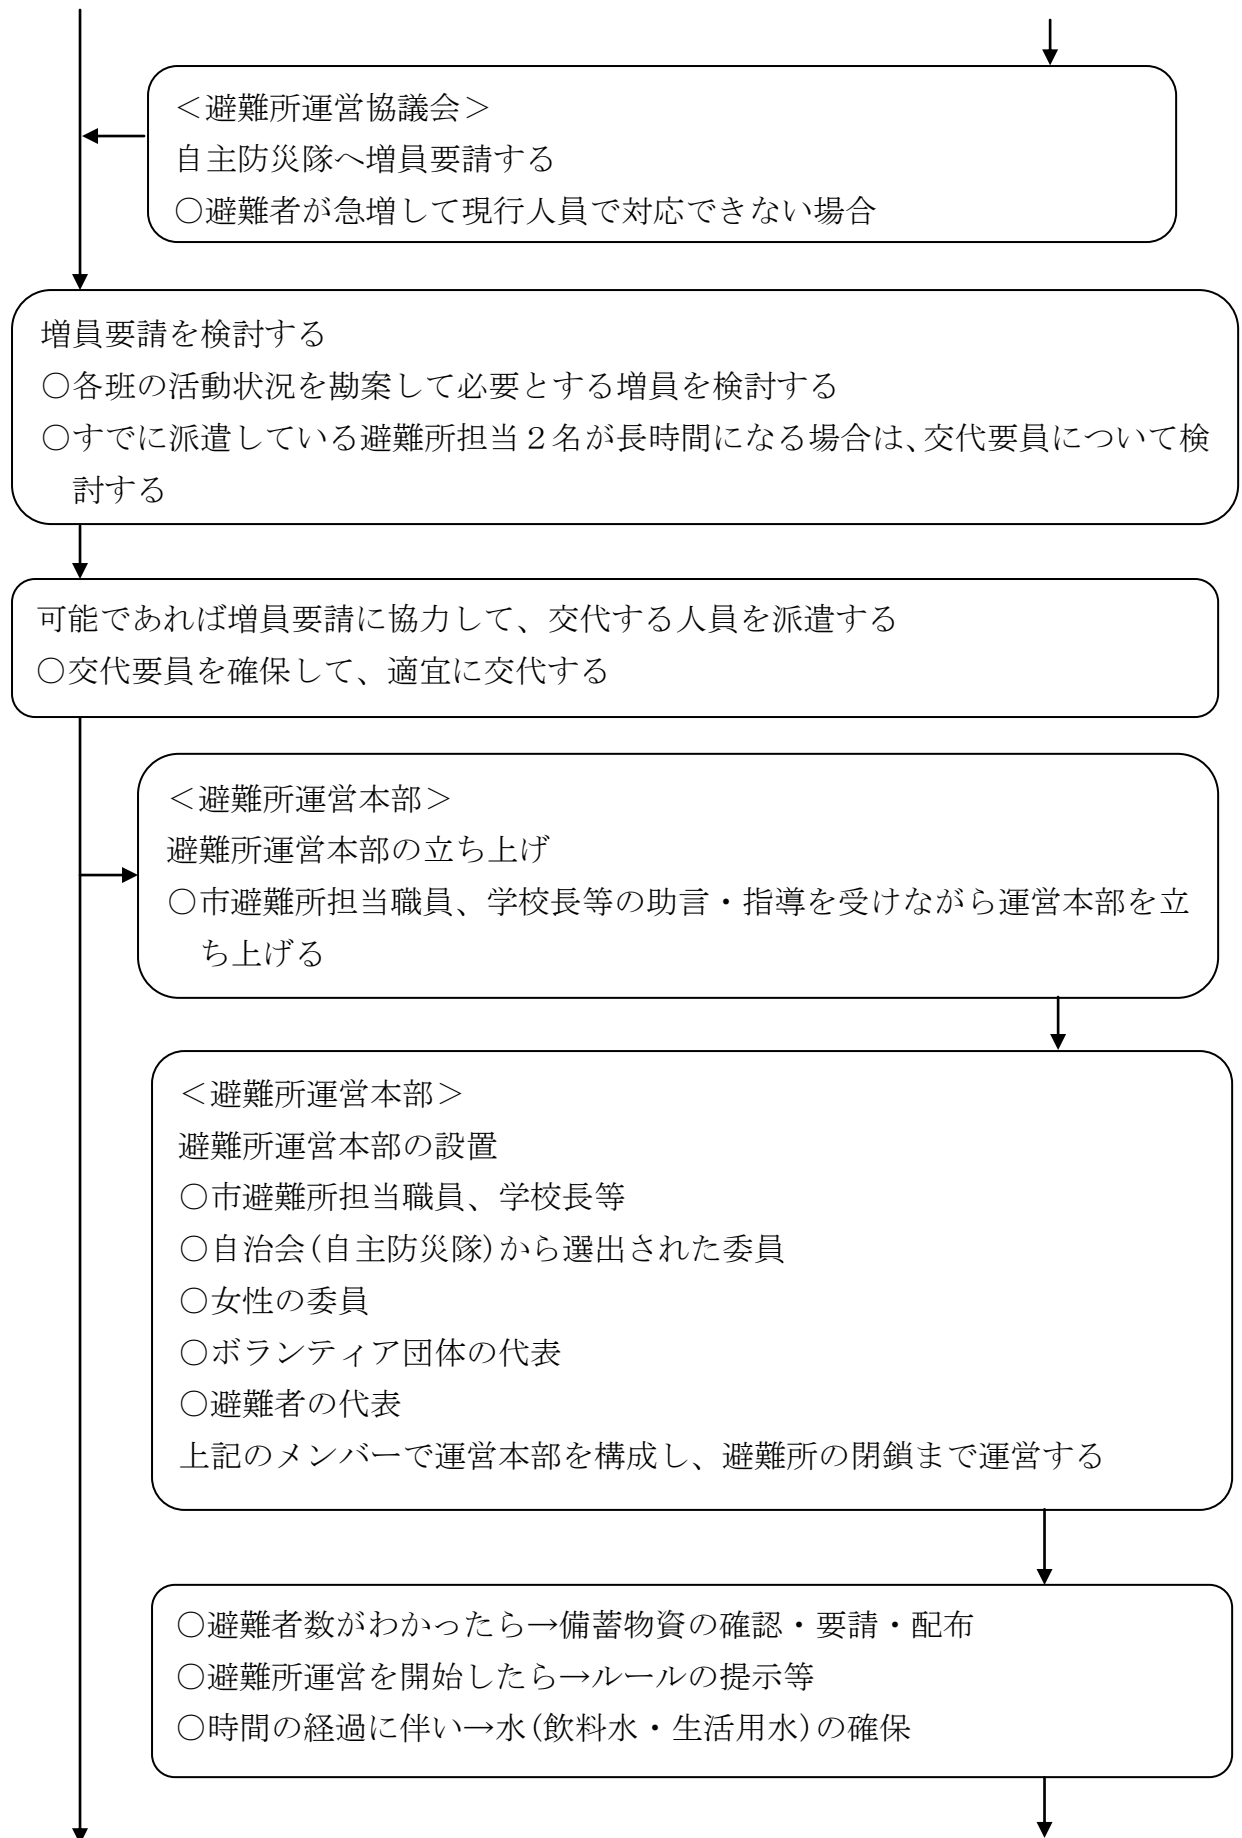 ＜避難所運営協議会＞
自主防災隊へ増員要請する
○避難者が急増して現行人員で対応できない場合
増員要請を検討する
○各班の活動状況を勘案して必要とする増員を検討する
○すでに派遣している避難所担当２名が長時間になる場合は、交代要員について検
討する
可能であれば増員要請に協力して、交代する人員を派遣する
○交代要員を確保して、適宜に交代する
＜避難所運営本部＞
避難所運営本部の立ち上げ
○市避難所担当職員、学校長等の助言・指導を受けながら運営本部を立
ち上げる
＜避難所運営本部＞
避難所運営本部の設置
○市避難所担当職員、学校長等
○自治会(自主防災隊)から選出された委員
○女性の委員
○ボランティア団体の代表
○避難者の代表
上記のメンバーで運営本部を構成し、避難所の閉鎖まで運営する
○避難者数がわかったら→備蓄物資の確認・要請・配布
○避難所運営を開始したら→ルールの提示等
○時間の経過に伴い→水(飲料水・生活用水)の確保